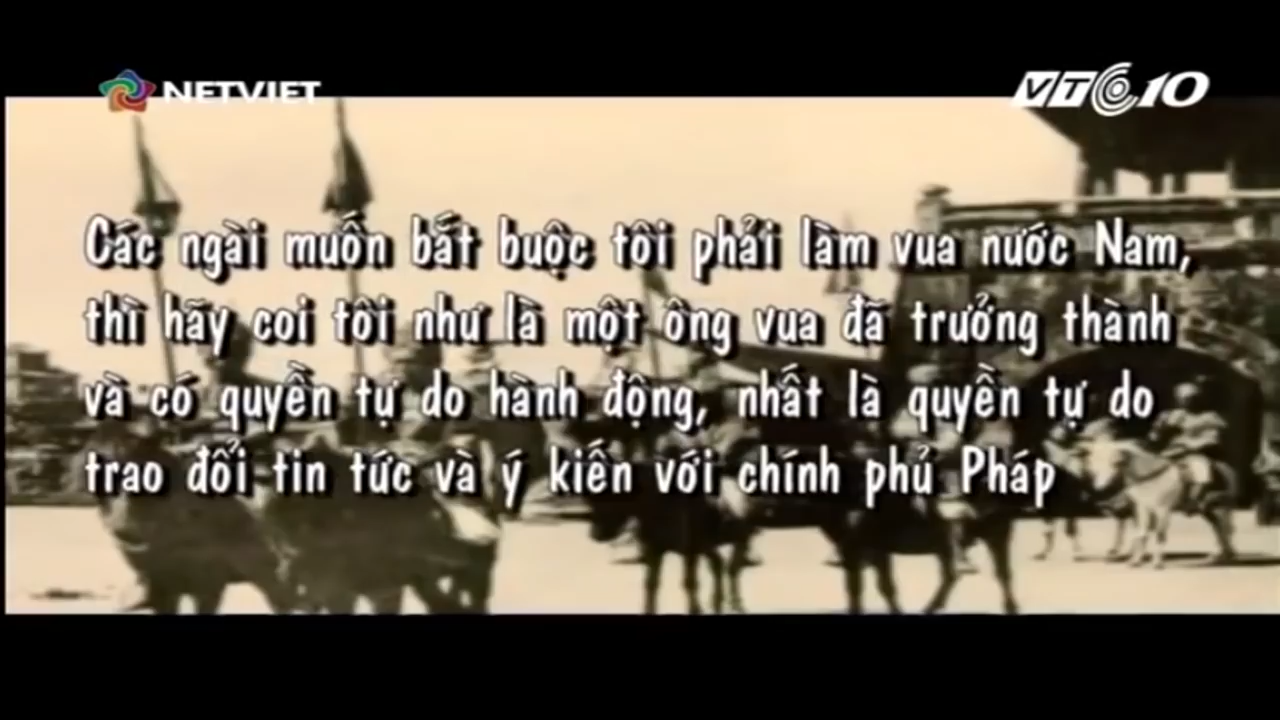 NETVIET
VTC10
Các ngài muốn bắt buộc tôi phải làm vua nước Nam,
thì hãy coi tôi như là một ông vua đã trưởng thành
và có quyền tự do hành động, nhất là quyền tự do
trao đổi tin tức và ý kiến với chính phủ Pháp